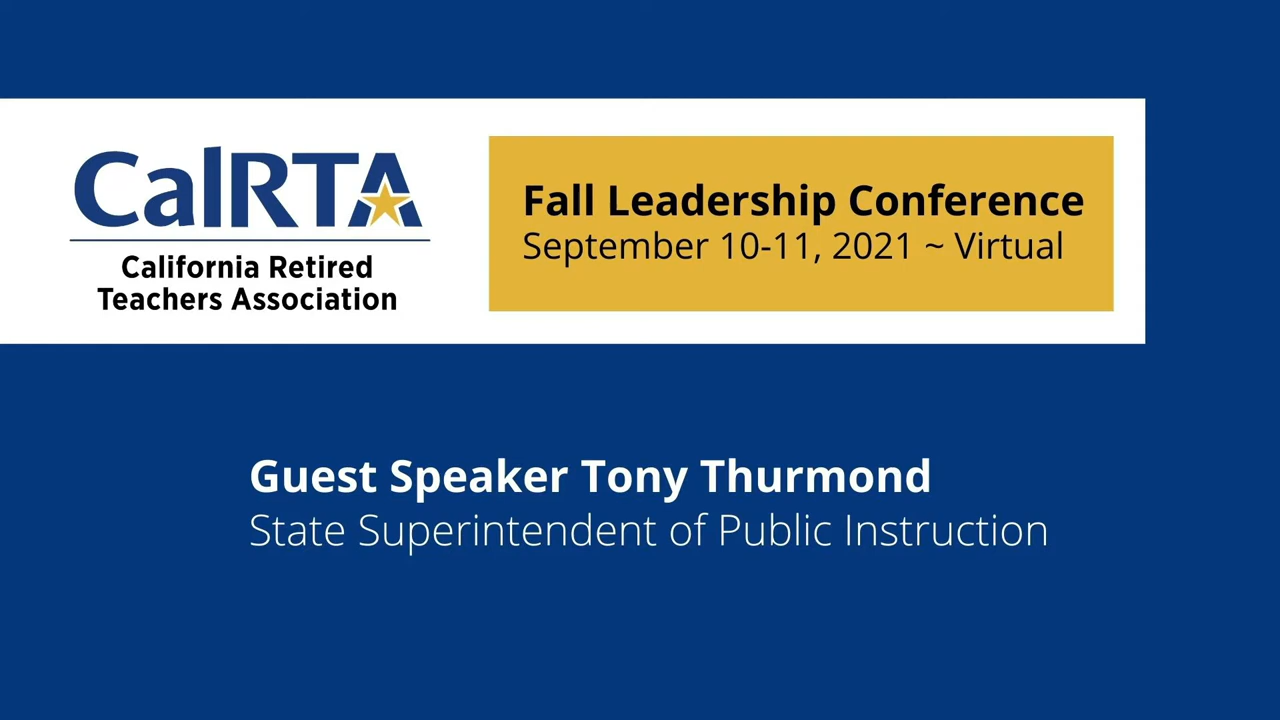 CalRTA
California Retired
Teachers Association
Fall Leadership Conference
September 10-11, 2021 ~ Virtual
Guest Speaker Tony Thurmond
State Superintendent of Public Instruction